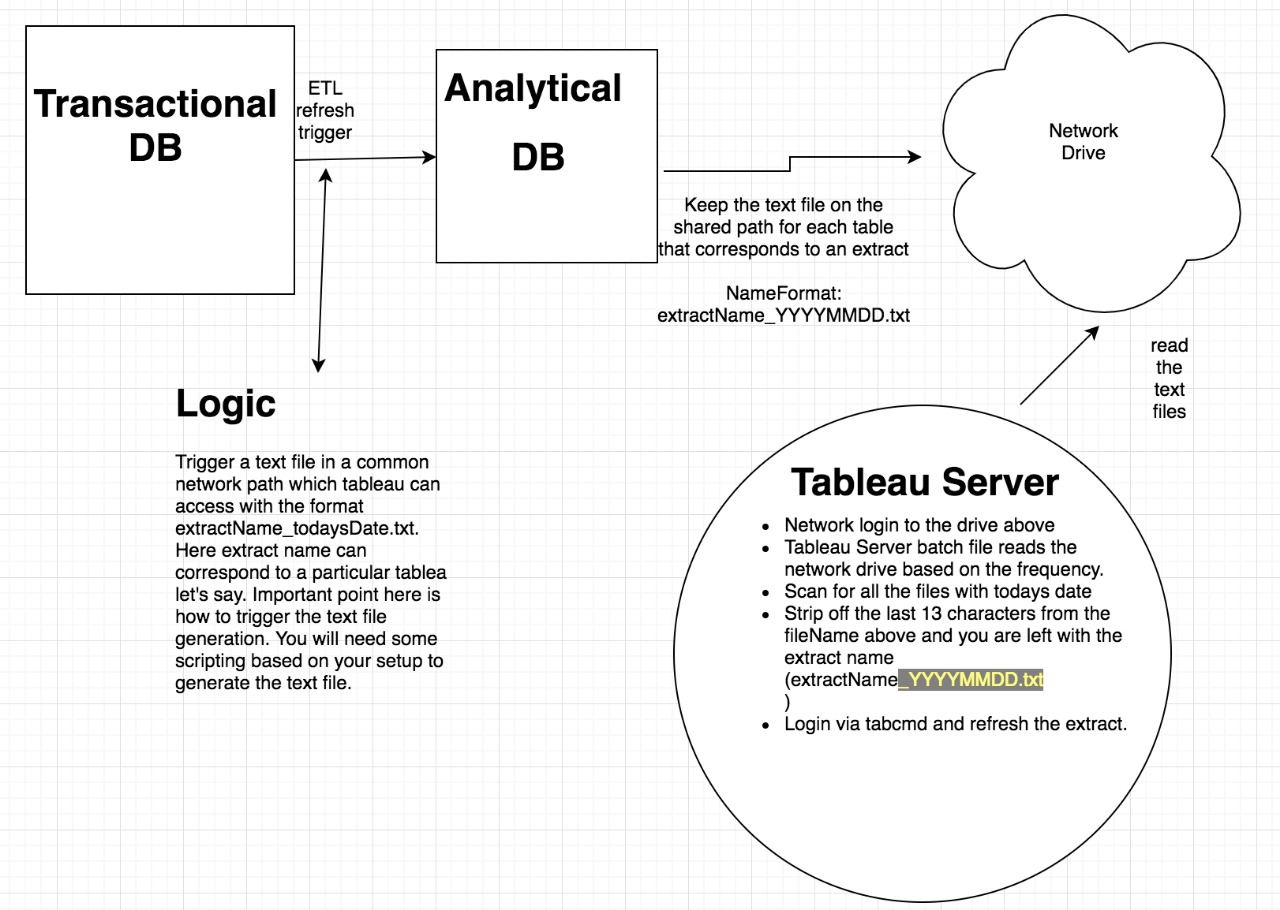 Transactional
DB
ETL
refresh
trigger
Analytical
DB
Network
Drive
Keep the text file on the
shared path for each table
that corresponds to an extract
NameFormat:
extractName_YYYYMMDD.txt
read
the
text
files
Logic
Trigger a text file in a common
network path which tableau can
access with the format
extractName_todaysDate.txt.
Here extract name can
correspond to a particular tablea
let's say. Important point here is
how to trigger the text file
generation. You will need some
scripting based on your setup to
generate the text file.
Tableau Server
• Network login to the drive above
• Tableau Server batch file reads the
network drive based on the frequency.
• Scan for all the files with todays date
• Strip off the last 13 characters from the
fileName above and you are left with the
extract name
(extractName_YYYYMMDD.txt
)
• Login via tabcmd and refresh the extract.